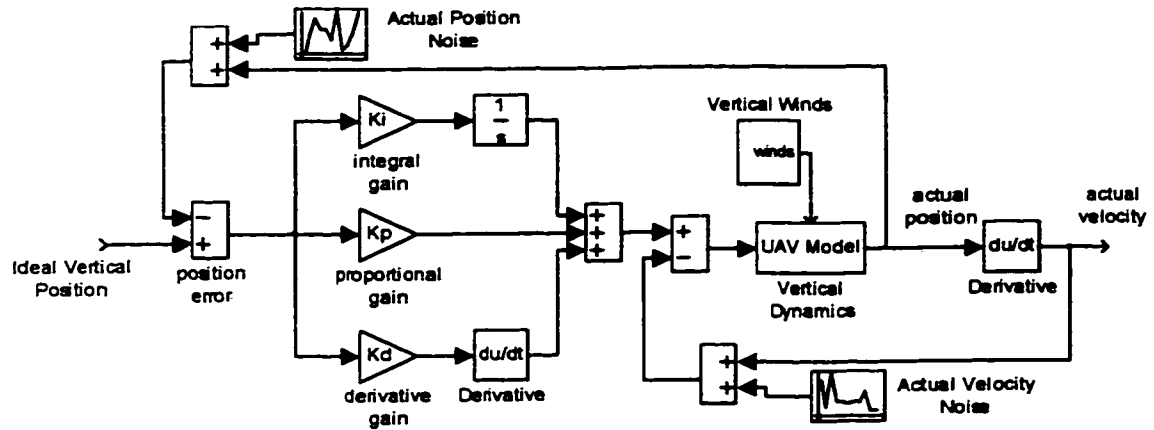 Actual Position
Noise
+
+
Vertical Winds
winds
Ki
1
s
integral
gain
actual
position
actual
velocity
−
+
position
error
Ideal Vertical
Position
Kp
proportional
gain
+
+
+
+
−
UAV Model
Vertical
Dynamics
du/dt
Derivative
Kd
derivative
gain
du/dt
Derivative
+
+
Actual Velocity
Noise